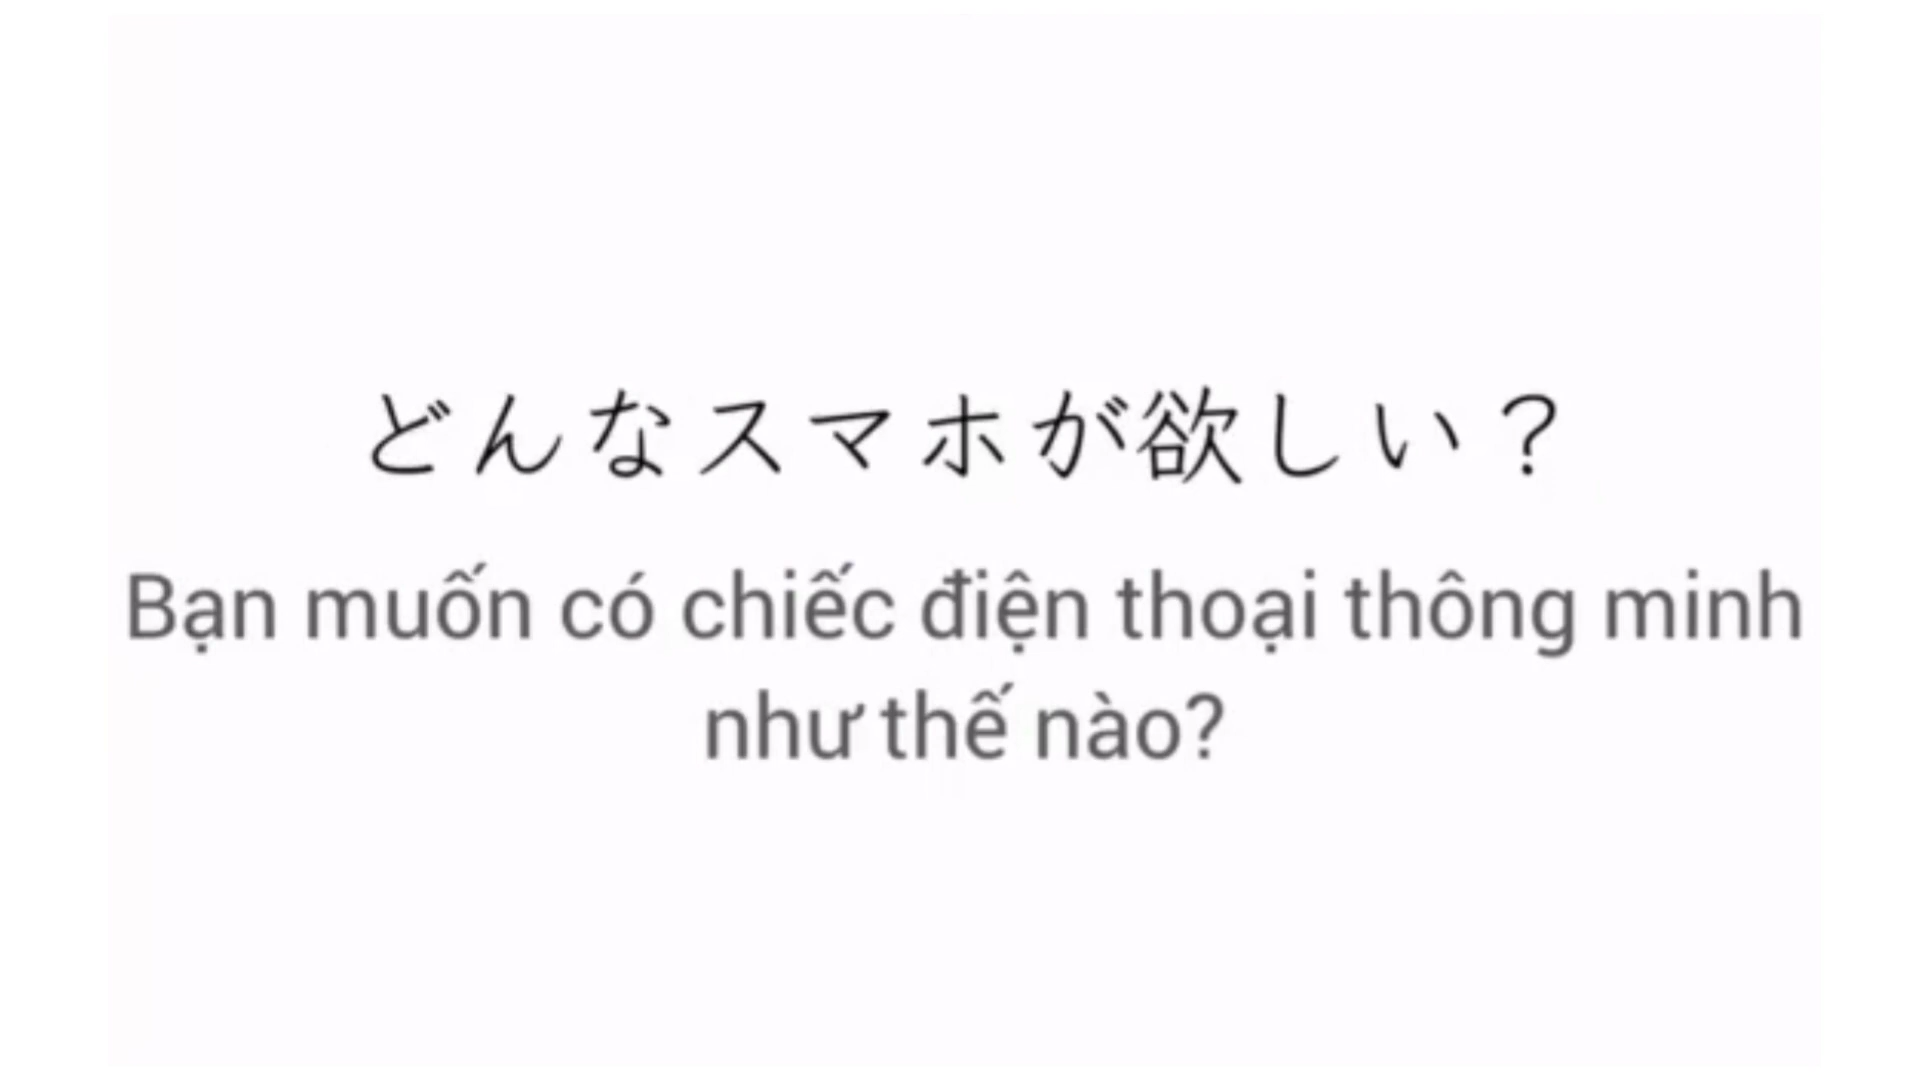 どんなスマホが欲しい？
Bạn muốn có chiếc điện thoại thông minh
như thế nào?